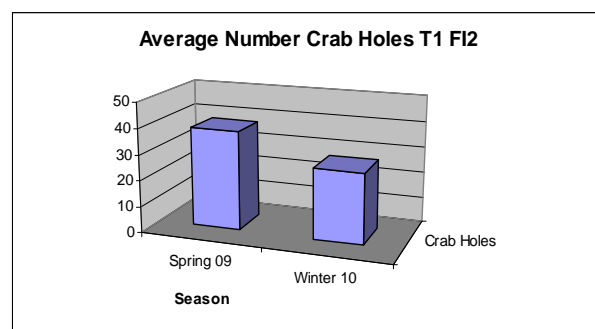 Average Number Crab Holes T1 FI2
50
40
30
20
10
0
Spring 09
Winter 10
Crab Holes
Season